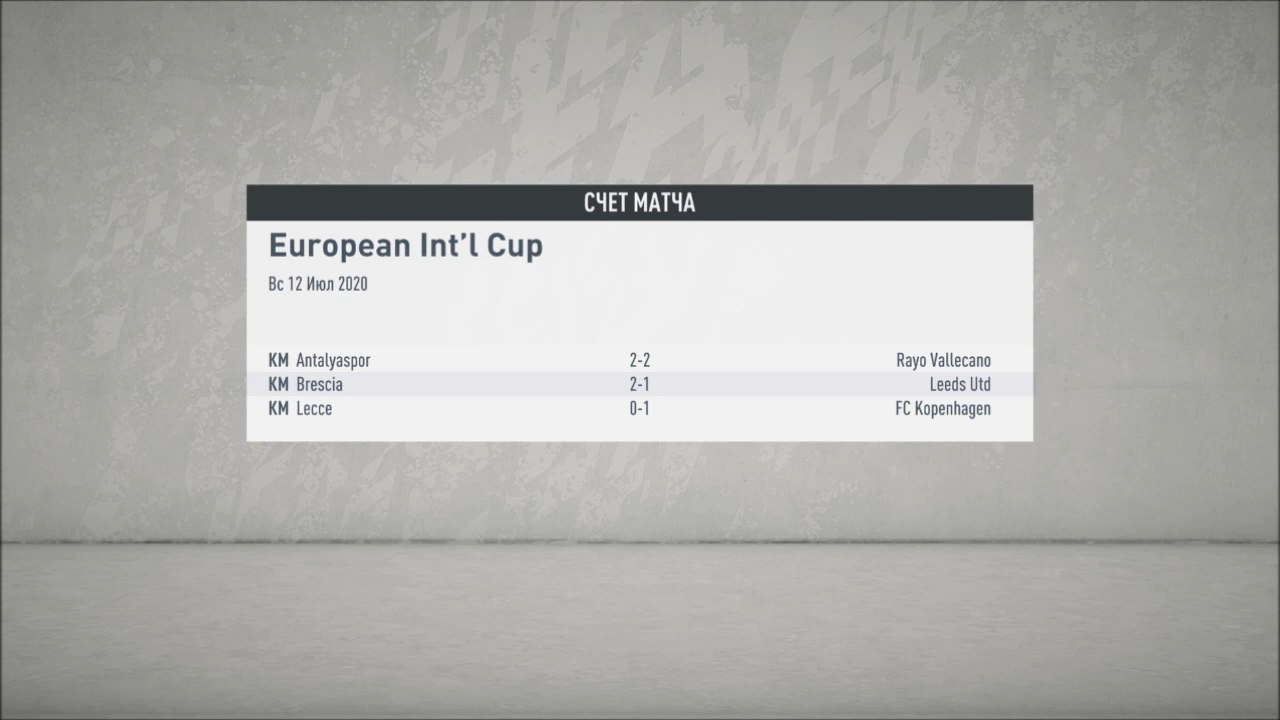 СЧЕТ МАТЧА
European Int’l Cup
Вс 12 Июл 2020
КМ Antalyaspor 2-2 Rayo Vallecano
КМ Brescia 2-1 Leeds Utd
КМ Lecce 0-1 FC Kopenhagen